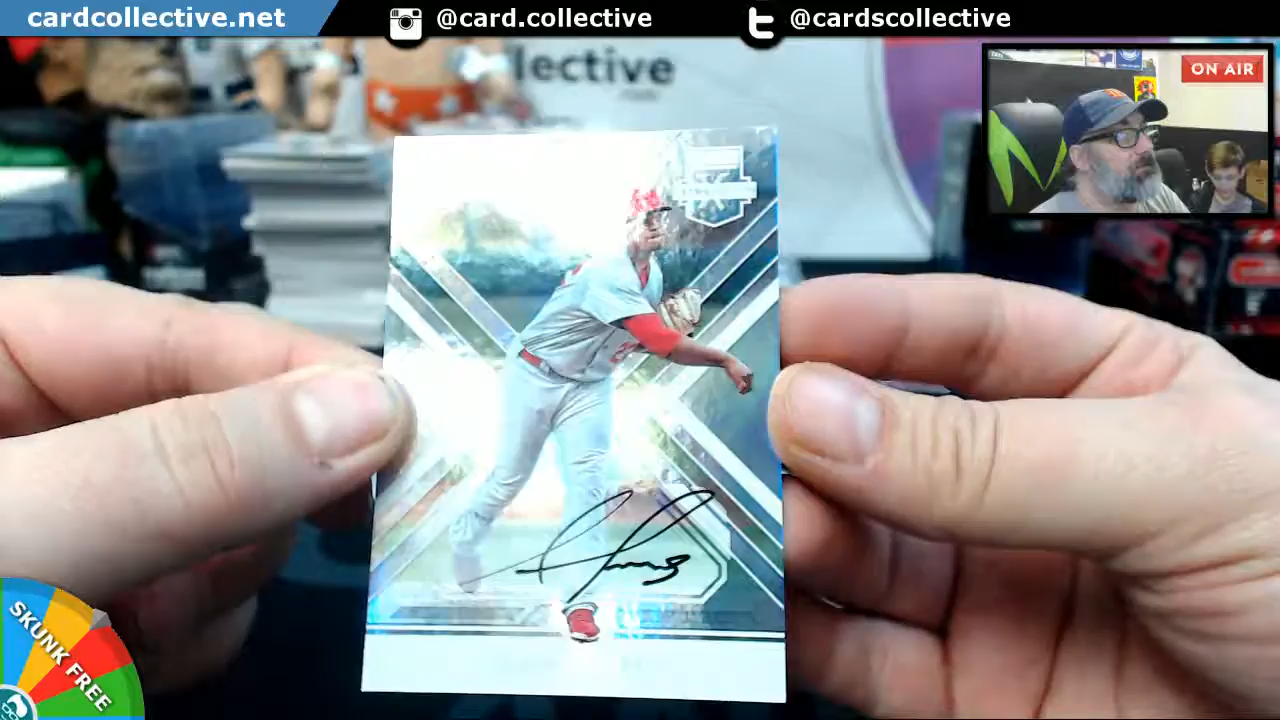 cardcollective.net
@card.collective
@cardscollective
lective
ON AIR
SKUNK FREE